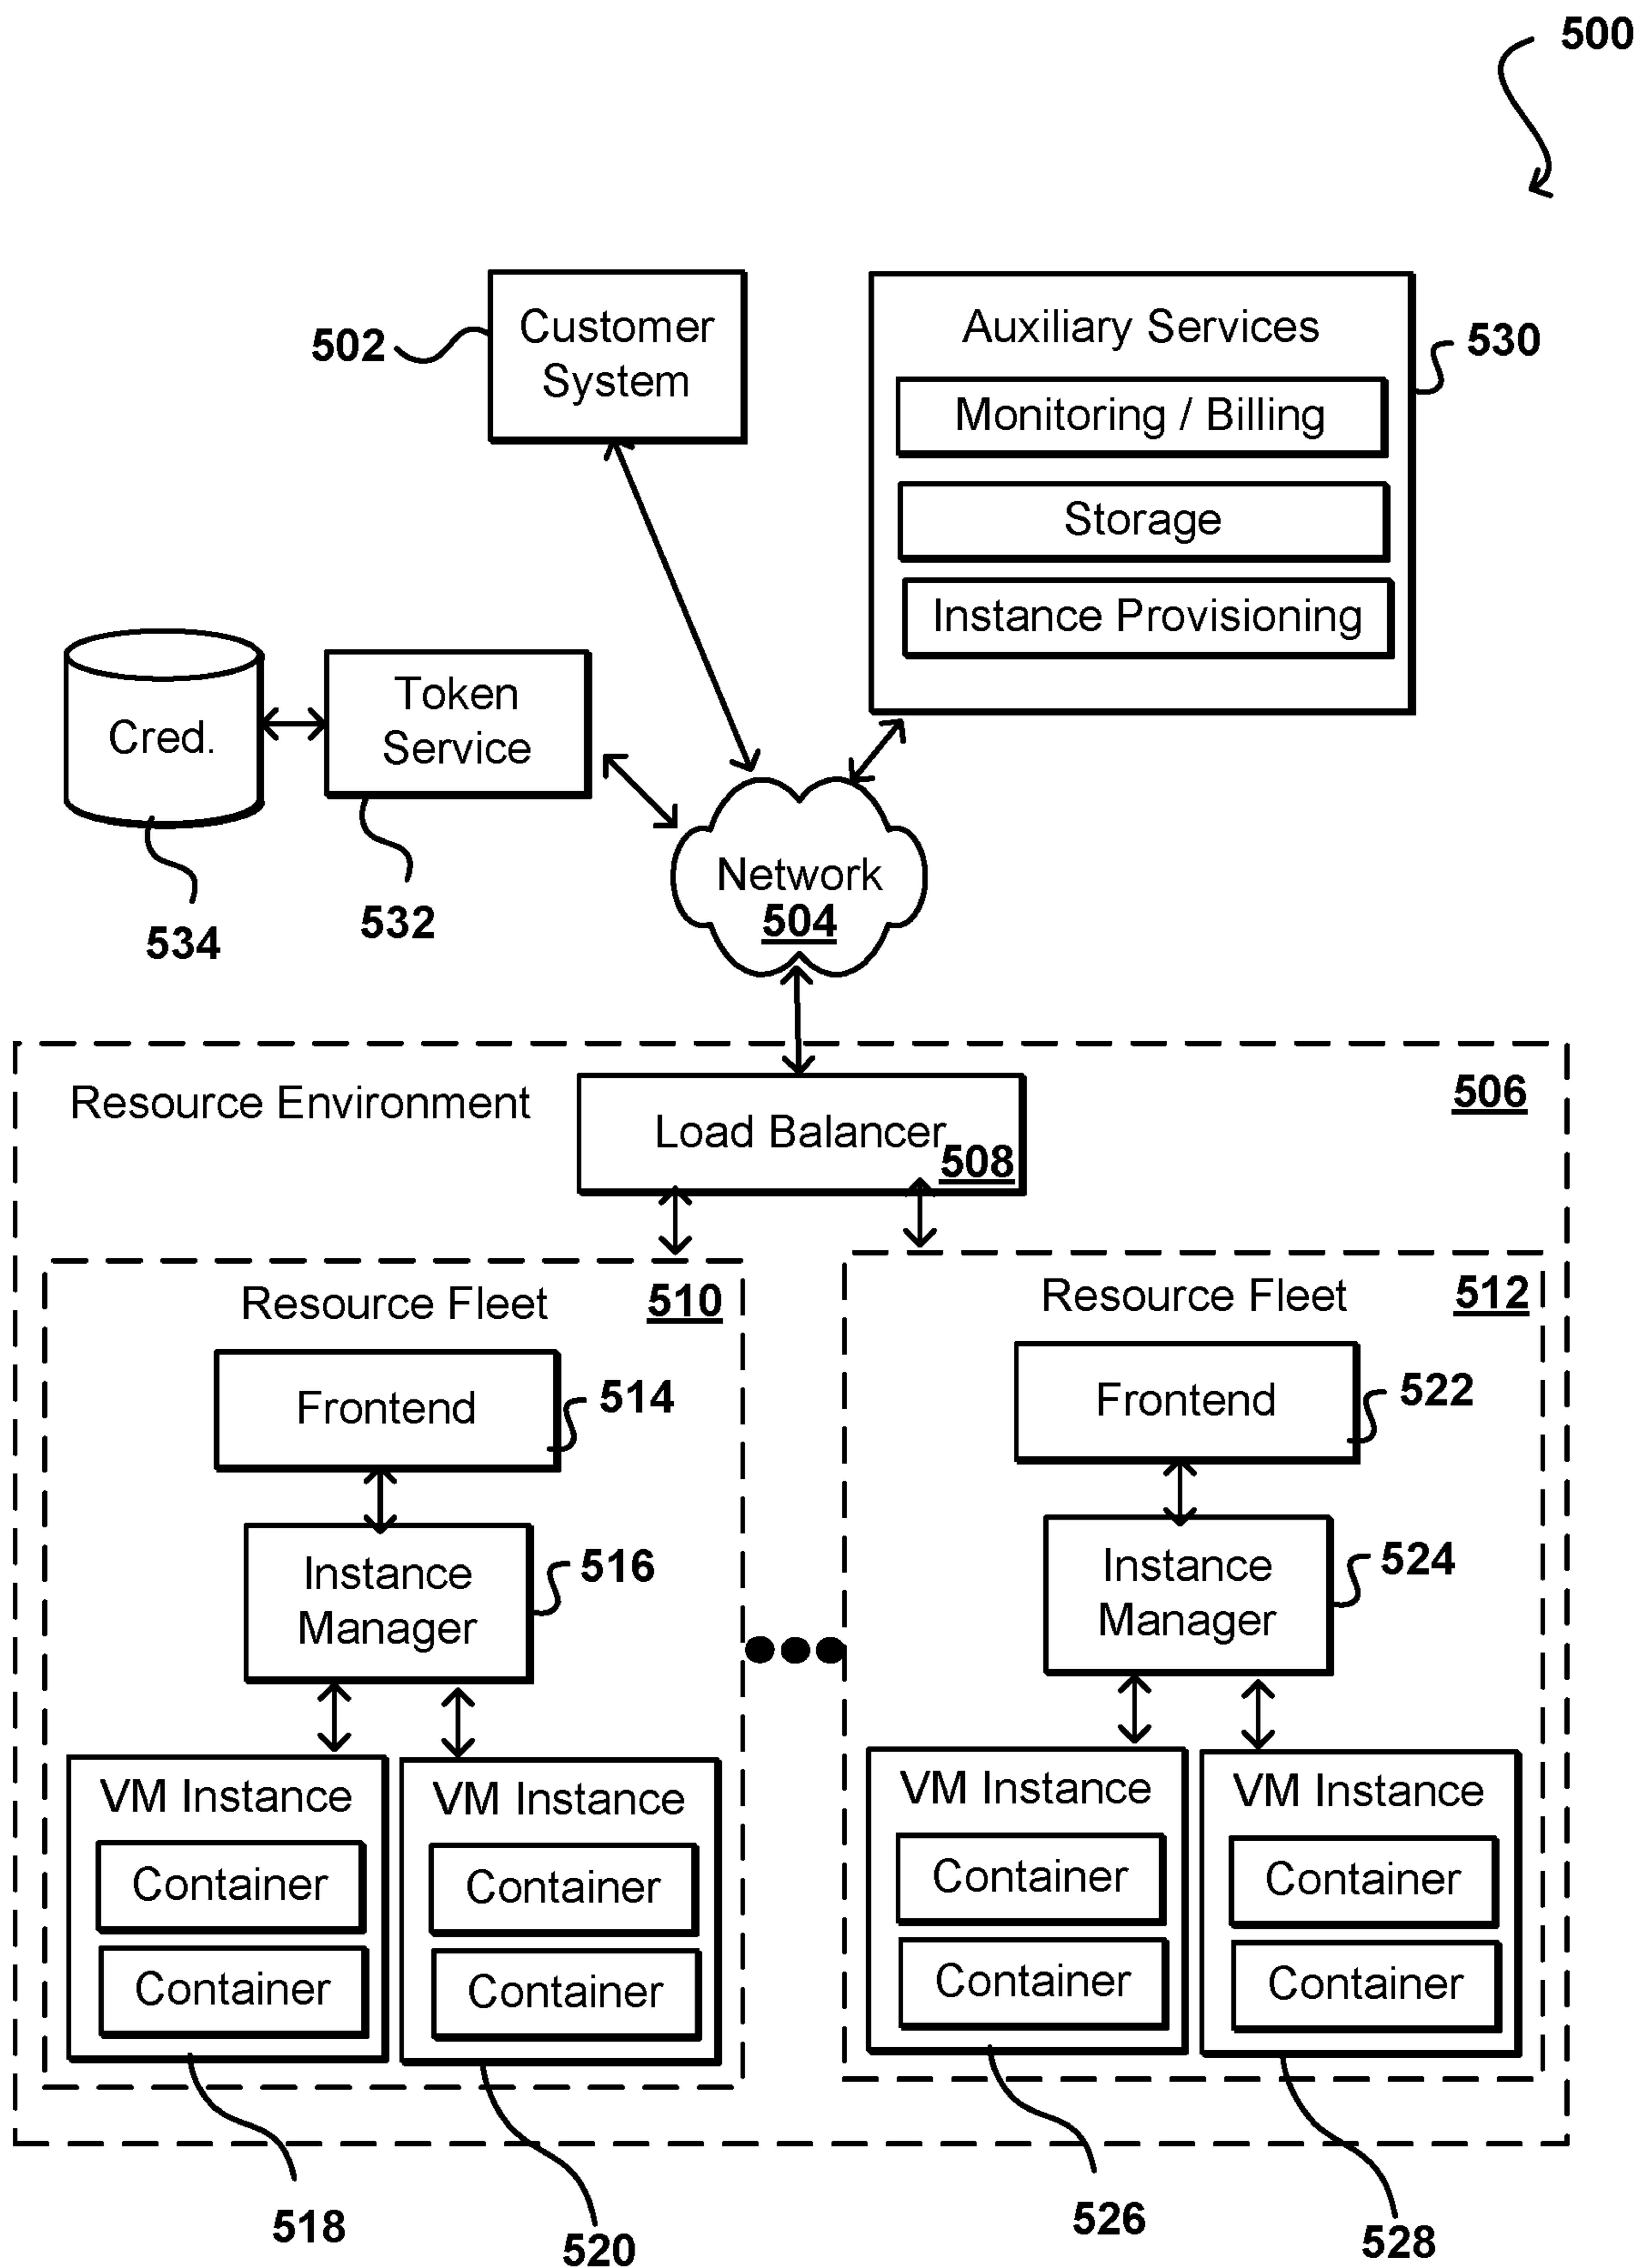 500
Customer
System
502
Auxiliary Services
530
Monitoring / Billing
Storage
Instance Provisioning
Cred.
Token
Service
534
532
Network
504
Resource Environment
506
Load Balancer
508
Resource Fleet
510
Frontend
514
Instance
Manager
516
VM Instance
Container
Container
VM Instance
Container
Container
518
520
Resource Fleet
512
Frontend
522
Instance
Manager
524
VM Instance
Container
Container
VM Instance
Container
Container
526
528